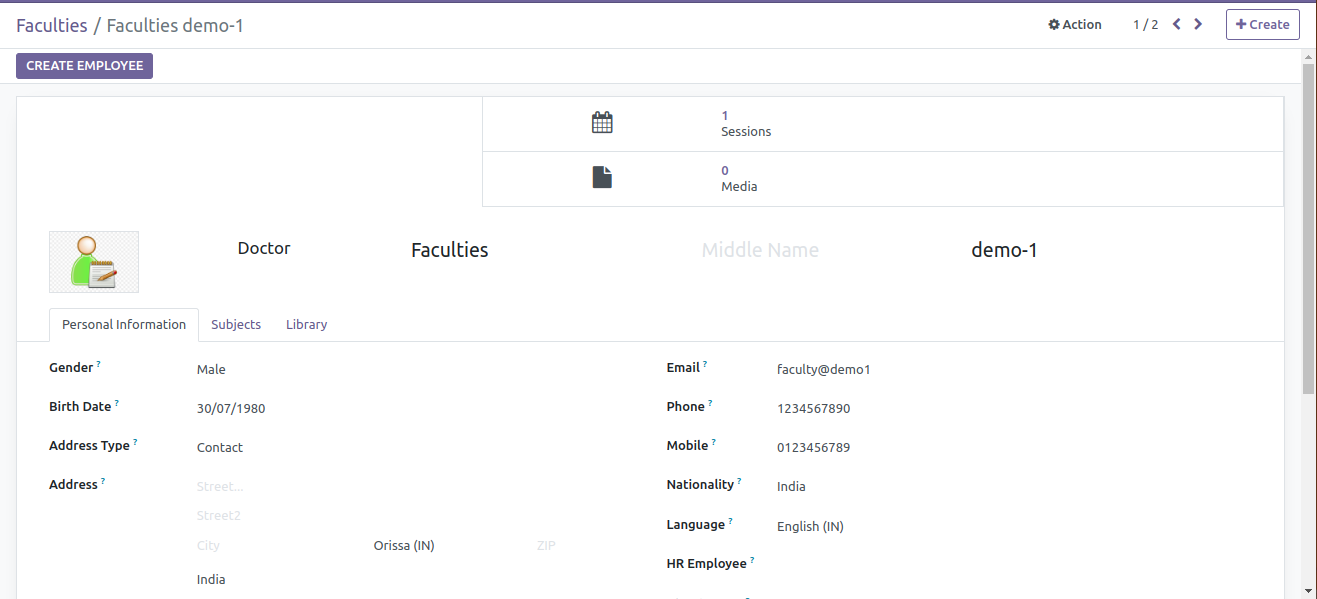 Faculties / Faculties demo-1
Action
1 / 2
Create
CREATE EMPLOYEE
1
Sessions
0
Media
Doctor
Faculties
Middle Name
demo-1
Personal Information
Subjects
Library
Gender ?
Male
Birth Date ?
30/07/1980
Address Type ?
Contact
Address ?
Street...
Street2
City
Orissa (IN)
ZIP
India
Email ?
faculty@demo1
Phone ?
1234567890
Mobile ?
0123456789
Nationality ?
India
Language ?
English (IN)
HR Employee ?